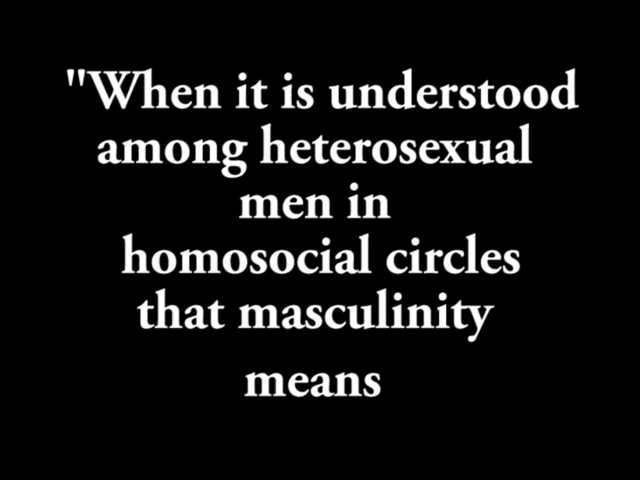 "When it is understood
among heterosexual
men in
homosocial circles
that masculinity
means